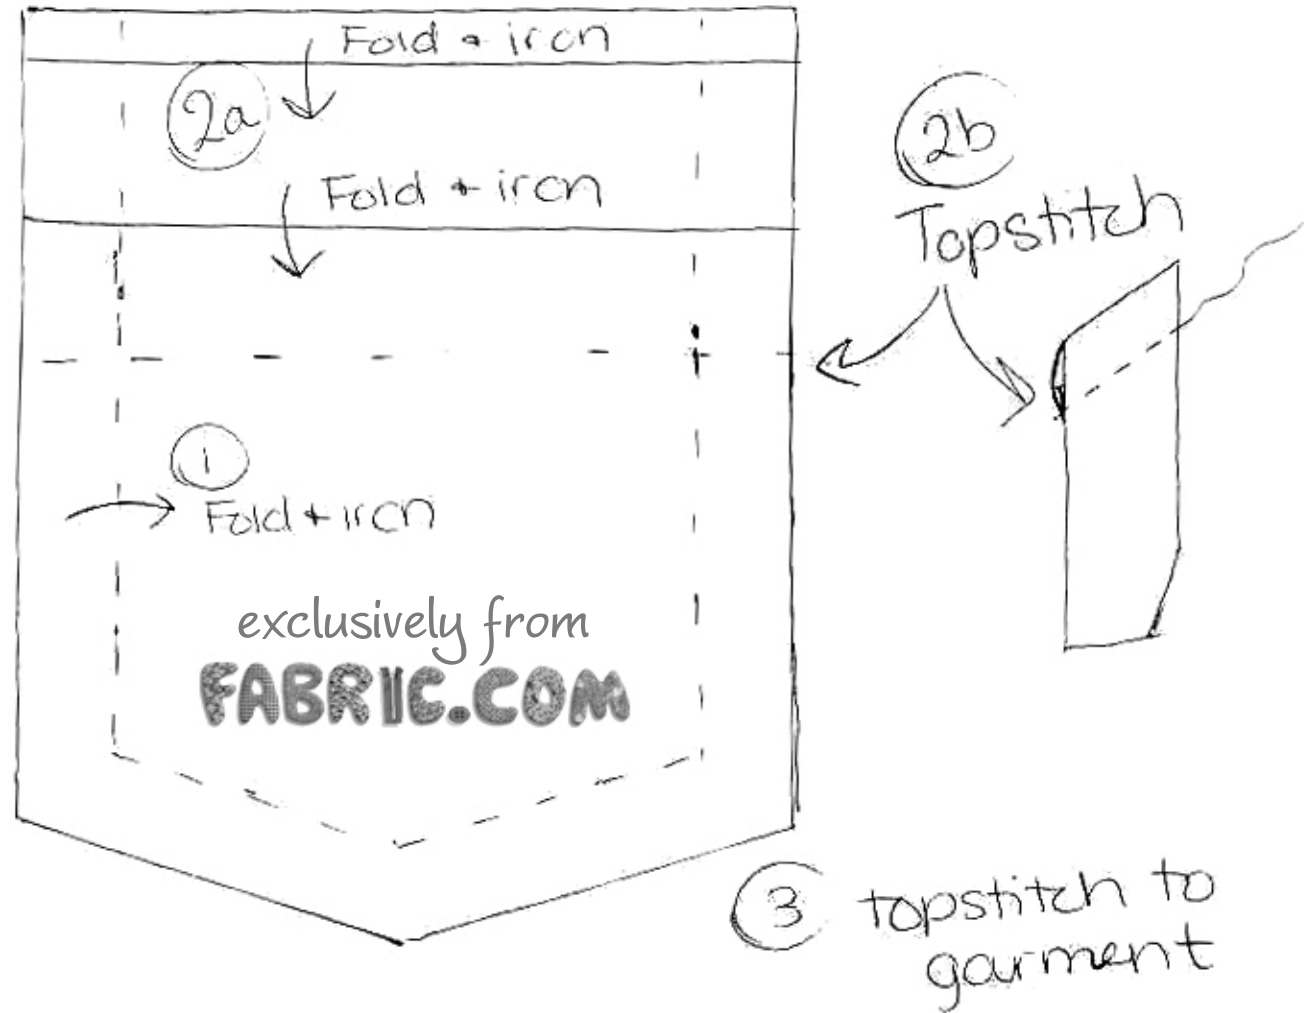 Fold + iron
2a
Fold + iron
2b
Topstitch
1
Fold + iron
exclusively from
FABRIC.COM
3 topstitch to
garment